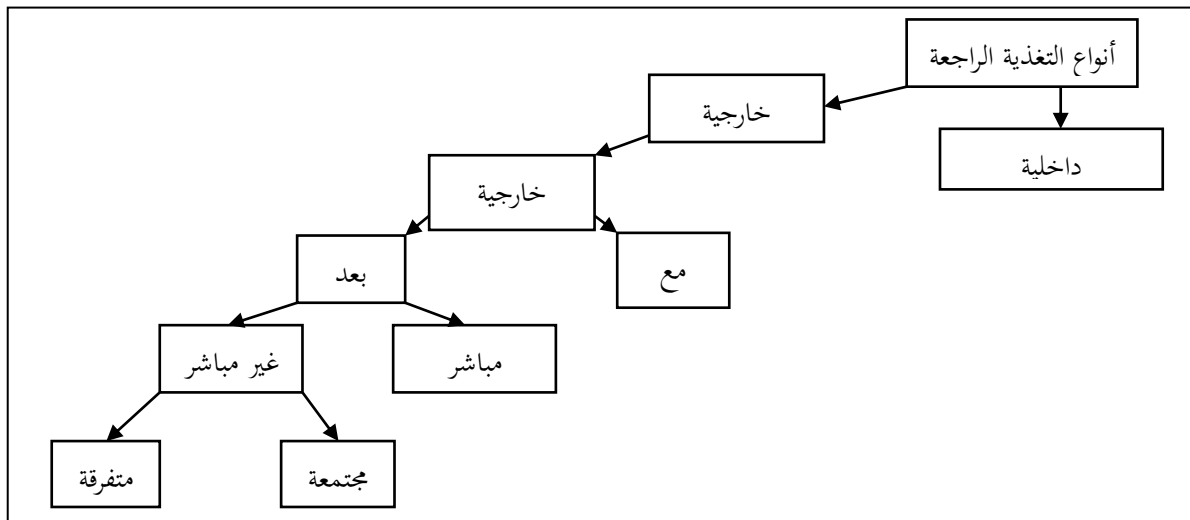 أنواع التغذية الراجعة
خارجية
داخلية
خارجية
مع
بعد
مباشر
غير مباشر
مجتمعة
متفرقة